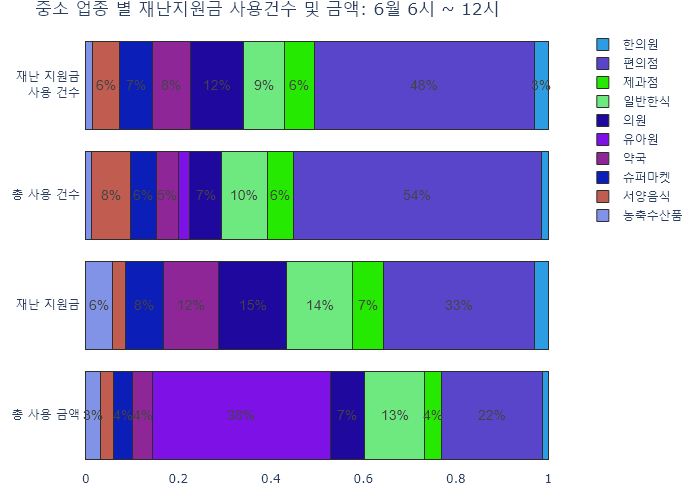 중소 업종 별 재난지원금 사용건수 및 금액: 6월 6시 ~ 12시
재난 지원금
사용 건수
6%
7%
8%
12%
9%
6%
48%
3%
총 사용 건수
8%
6%
5%
7%
10%
6%
54%
재난 지원금
6%
8%
12%
15%
14%
7%
33%
총 사용 금액
3%
4%
4%
38%
7%
13%
4%
22%
0
0.2
0.4
0.6
0.8
1
한의원
편의점
제과점
일반한식
의원
유아원
약국
슈퍼마켓
서양음식
농축수산품